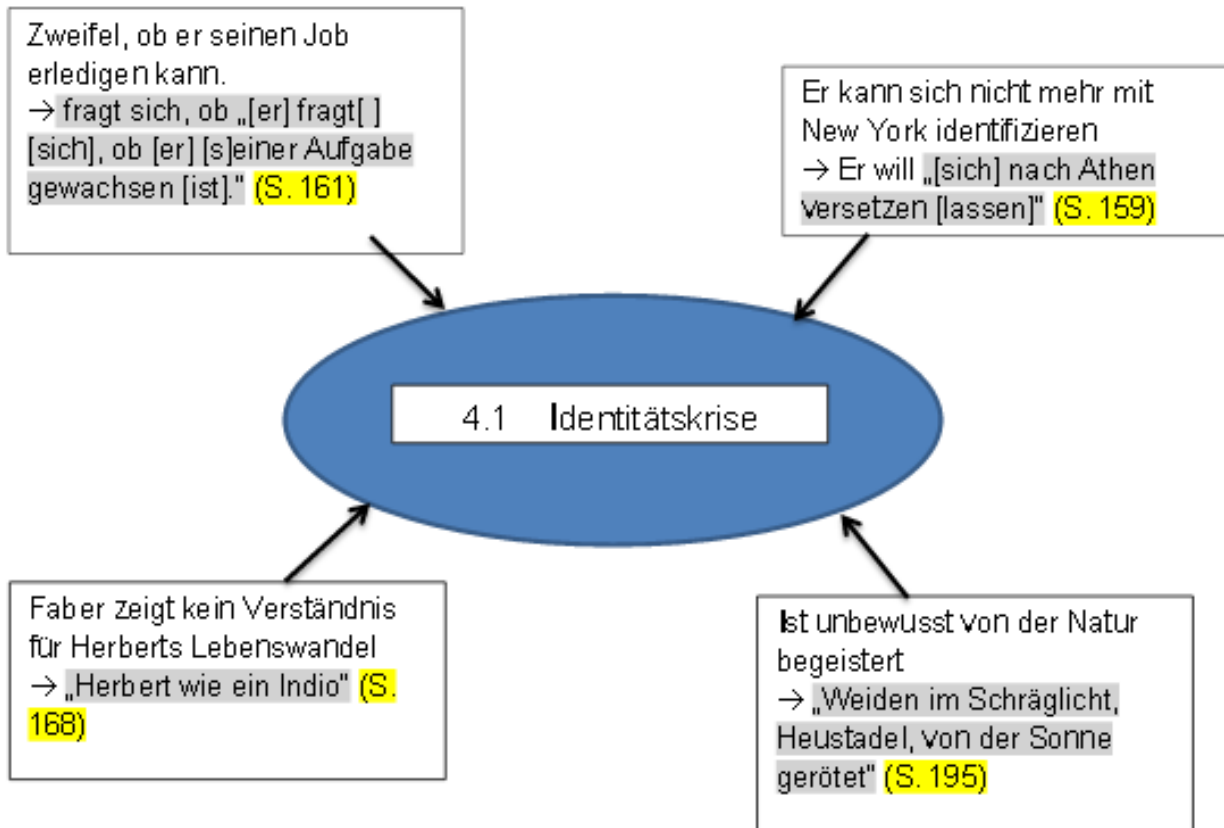 Zweifel, ob er seinen Job
erledigen kann.
→ fragt sich, ob „[er] fragt[ ]
[sich], ob [er] [s]einer Aufgabe
gewachsen [ist]." (S. 161)
Er kann sich nicht mehr mit
New York identifizieren
→ Er will „[sich] nach Athen
versetzen [lassen]" (S. 159)
4.1 Identitätskrise
Faber zeigt kein Verständnis
für Herberts Lebenswandel
→ „Herbert wie ein Indio" (S.
168)
Ist unbewusst von der Natur
begeistert
→ „Weiden im Schräglicht,
Heustadel, von der Sonne
gerötet" (S. 195)